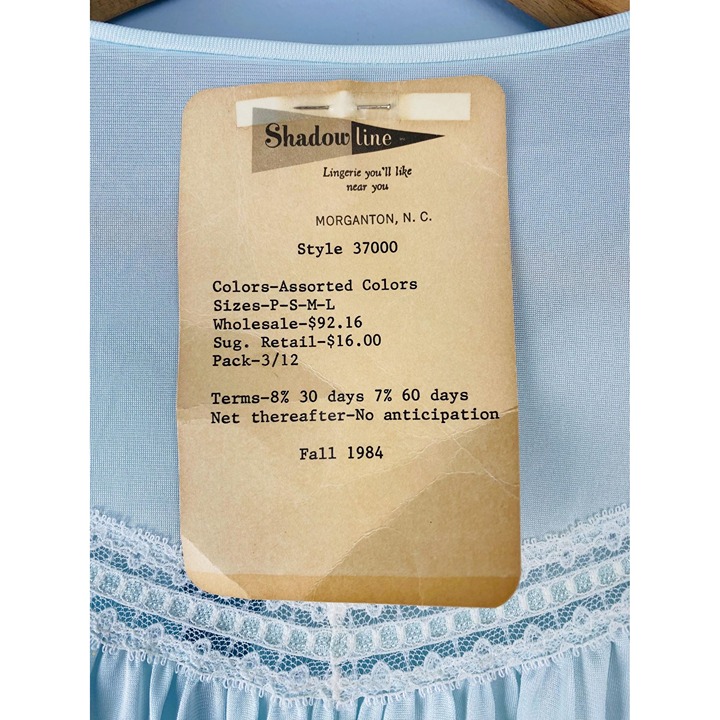 Shadowline
Lingerie you'll like
near you
MORGANTON, N. C.
Style 37000
Colors-Assorted Colors
Sizes-P-S-M-L
Wholesale-$92.16
Sug. Retail-$16.00
Pack-3/12
Terms-8% 30 days 7% 60 days
Net thereafter-No anticipation
Fall 1984